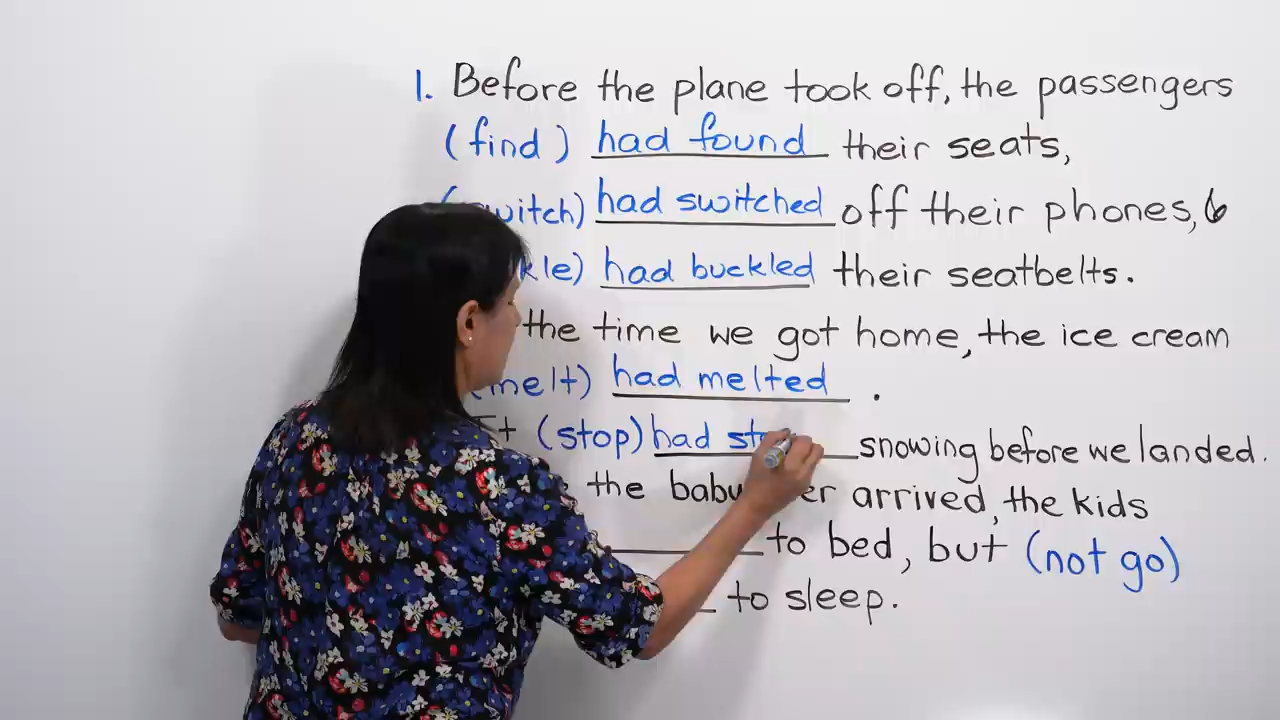 1. Before the plane took off, the passengers
(find) had found their seats,
had switched off their phones, &
had buckled their seatbelts.
the time we got home, the ice cream
had melted .
(stop) had snowing before we landed.
the arrived, the kids
to bed, but (not go)
to sleep.